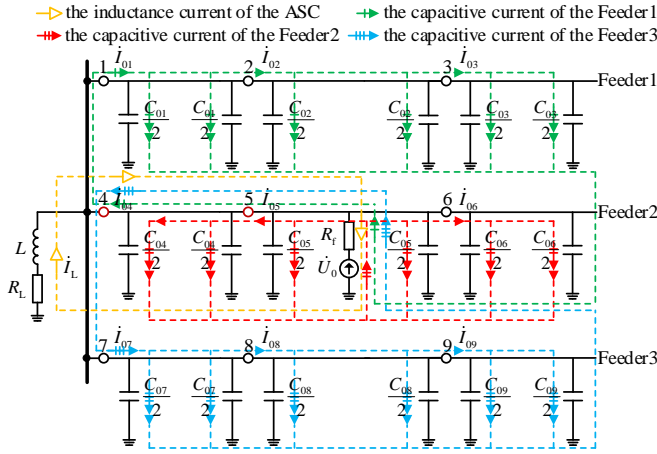 the inductance current of the ASC the capacitive current of the Feeder1
the capacitive current of the Feeder2 the capacitive current of the Feeder3
1 İ01 2 İ02 3 İ03 Feeder1
C01/2 C01/2 C02/2 C02/2 C03/2 C03/2
4 İ04 5 İ05 6 İ06 Feeder2
L RL İL
C04/2 C04/2 C05/2 Rf U̇0 C05/2 C06/2 C06/2
7 İ07 8 İ08 9 İ09 Feeder3
C07/2 C07/2 C08/2 C08/2 C09/2 C09/2